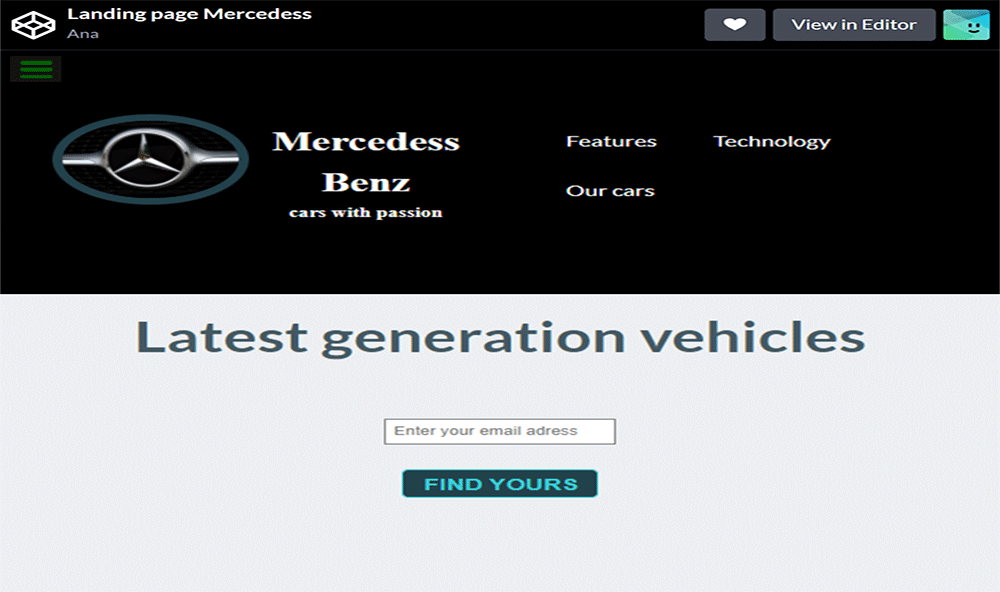 Landing page Mercedess
Ana
View in Editor
Mercedess
Benz
cars with passion
Features
Technology
Our cars
Latest generation vehicles
Enter your email adress
FIND YOURS